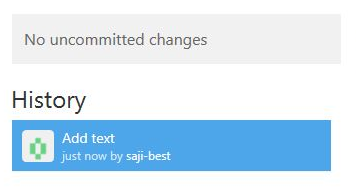 No uncommitted changes
History
Add text
just now by saji-best